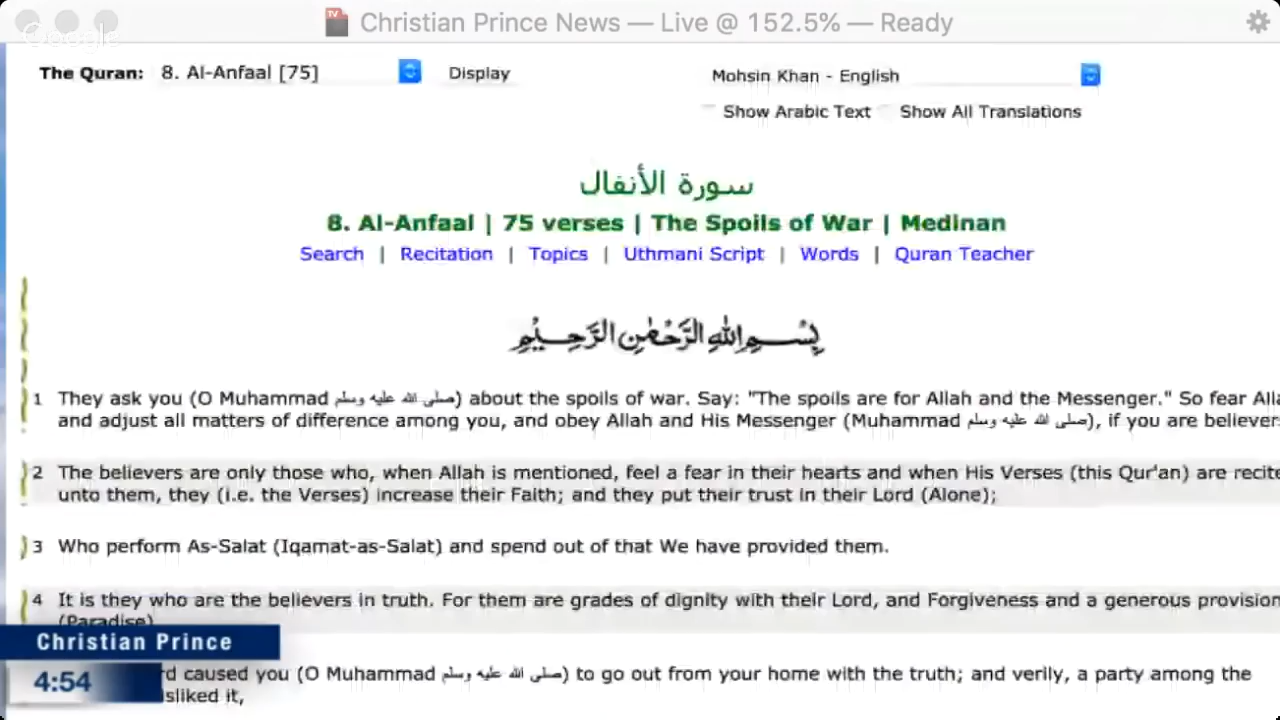 Christian Prince News — Live @ 152.5% — Ready
Google
The Quran: 8. Al-Anfaal [75] Display Mohsin Khan - English
Show Arabic Text Show All Translations
سورة الأنفال
8. Al-Anfaal | 75 verses | The Spoils of War | Medinan
Search | Recitation | Topics | Uthmani Script | Words | Quran Teacher
بِسْمِ اللهِ الرَّحْمٰنِ الرَّحِيْمِ
1 They ask you (O Muhammad صلى الله عليه وسلم) about the spoils of war. Say: "The spoils are for Allah and the Messenger." So fear Alla
and adjust all matters of difference among you, and obey Allah and His Messenger (Muhammad صلى الله عليه وسلم), if you are believer
2 The believers are only those who, when Allah is mentioned, feel a fear in their hearts and when His Verses (this Qur'an) are recite
unto them, they (i.e. the Verses) increase their Faith; and they put their trust in their Lord (Alone);
3 Who perform As-Salat (Iqamat-as-Salat) and spend out of that We have provided them.
4 It is they who are the believers in truth. For them are grades of dignity with their Lord, and Forgiveness and a generous provision
(Paradise)
Christian Prince
rd caused you (O Muhammad صلى الله عليه وسلم) to go out from your home with the truth; and verily, a party among the
4:54
sliked it,